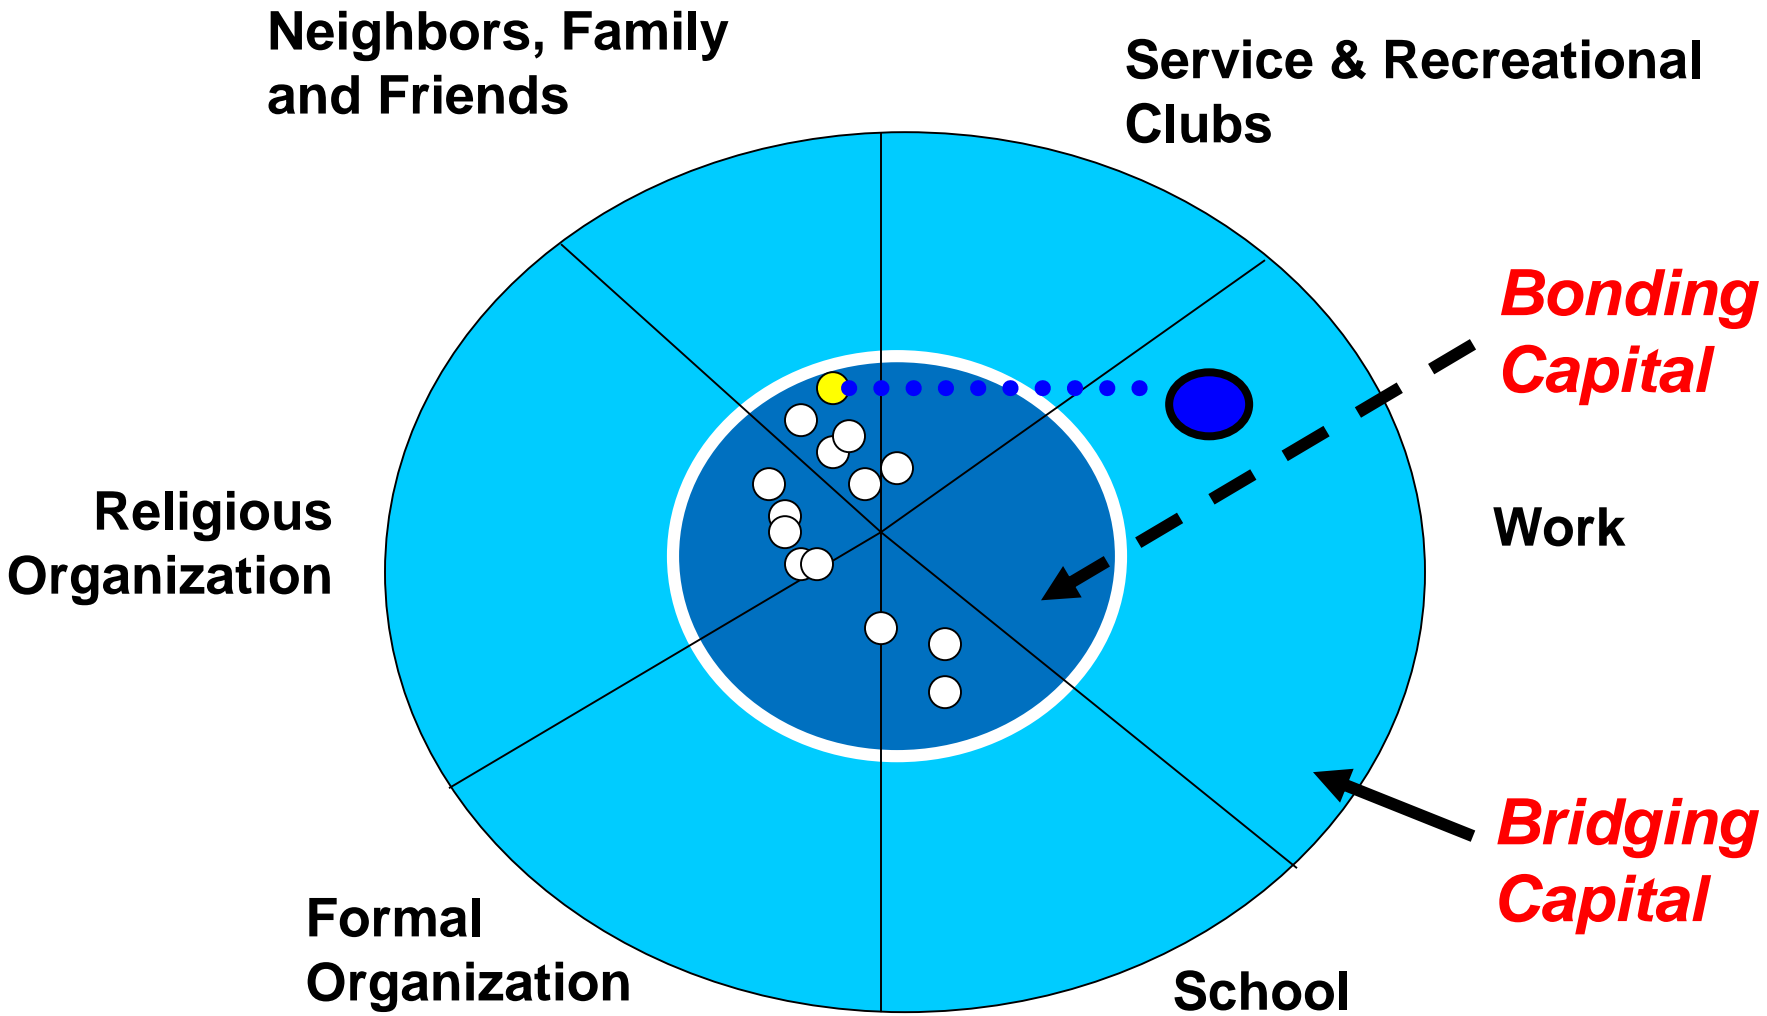 Neighbors, Family
and Friends
Service & Recreational
Clubs
Bonding
Capital
Religious
Organization
Work
Bridging
Capital
Formal
Organization
School